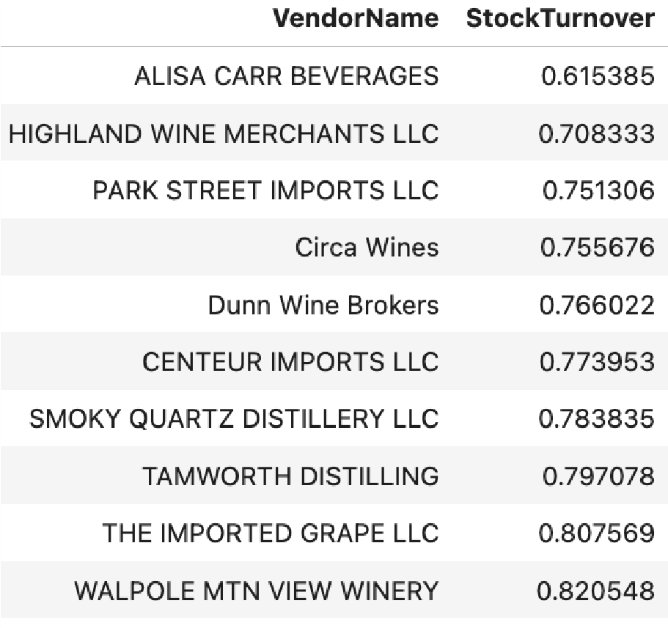 VendorName StockTurnover
ALISA CARR BEVERAGES 0.615385
HIGHLAND WINE MERCHANTS LLC 0.708333
PARK STREET IMPORTS LLC 0.751306
Circa Wines 0.755676
Dunn Wine Brokers 0.766022
CENTEUR IMPORTS LLC 0.773953
SMOKY QUARTZ DISTILLERY LLC 0.783835
TAMWORTH DISTILLING 0.797078
THE IMPORTED GRAPE LLC 0.807569
WALPOLE MTN VIEW WINERY 0.820548